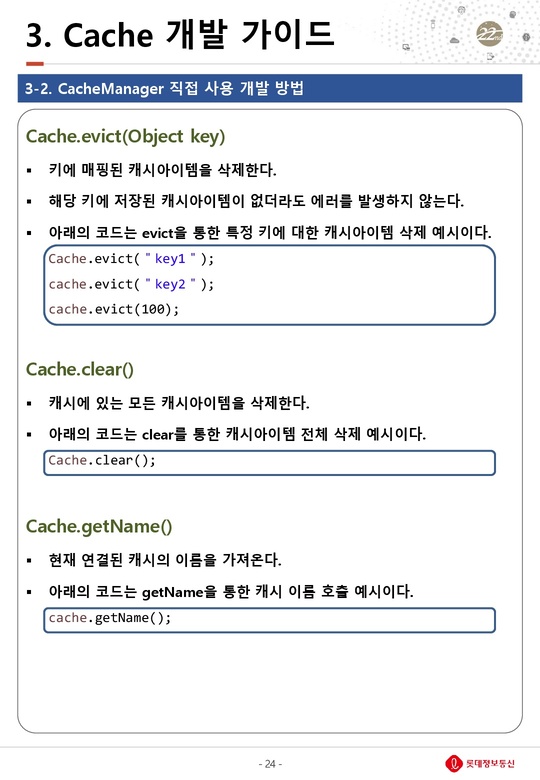 3. Cache 개발 가이드
22
3-2. CacheManager 직접 사용 개발 방법
Cache.evict(Object key)
▪ 키에 매핑된 캐시아이템을 삭제한다.
▪ 해당 키에 저장된 캐시아이템이 없더라도 에러를 발생하지 않는다.
▪ 아래의 코드는 evict을 통한 특정 키에 대한 캐시아이템 삭제 예시이다.
Cache.evict("key1");
Cache.evict("key2");
cache.evict(100);
Cache.clear()
▪ 캐시에 있는 모든 캐시아이템을 삭제한다.
▪ 아래의 코드는 clear를 통한 캐시아이템 전체 삭제 예시이다.
Cache.clear();
Cache.getName()
▪ 현재 연결된 캐시의 이름을 가져온다.
▪ 아래의 코드는 getName을 통한 캐시 이름 호출 예시이다.
cache.getName();
- 24 -
롯데정보통신